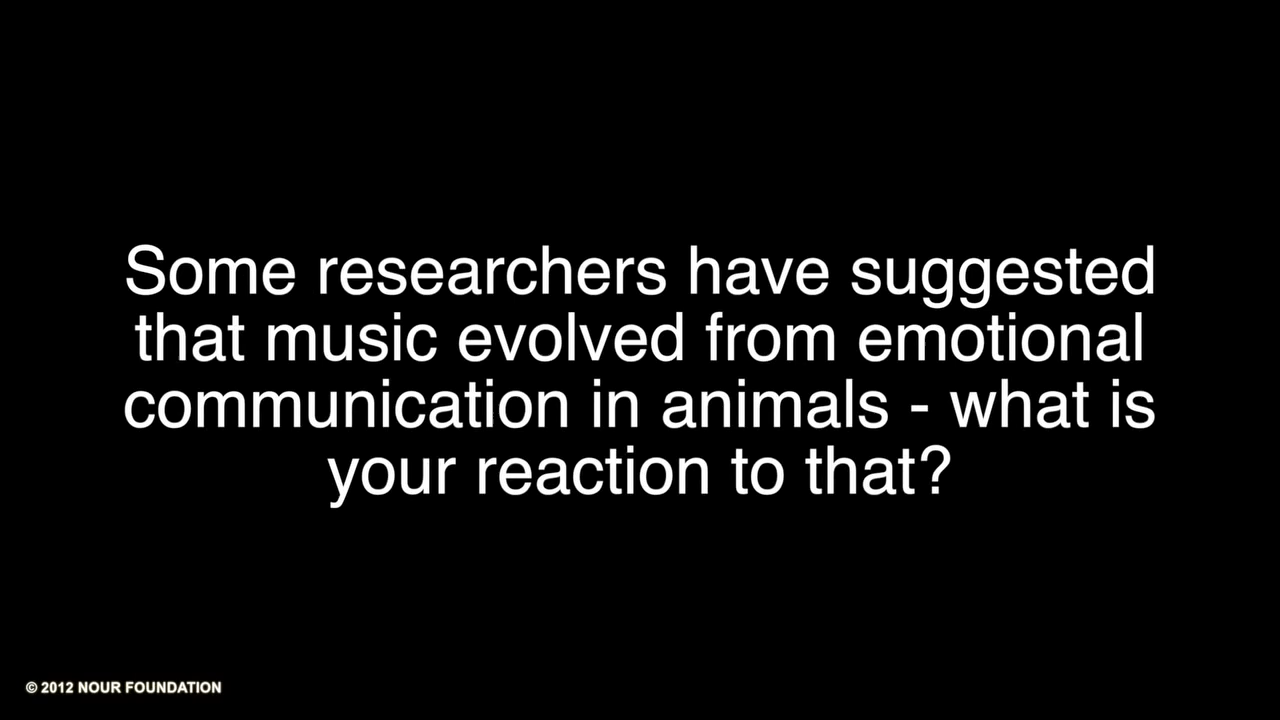 Some researchers have suggested
that music evolved from emotional
communication in animals - what is
your reaction to that?
© 2012 NOUR FOUNDATION